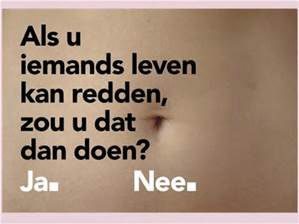 Als u
iemands leven
kan redden,
zou u dat
dan doen?
Ja. Nee.